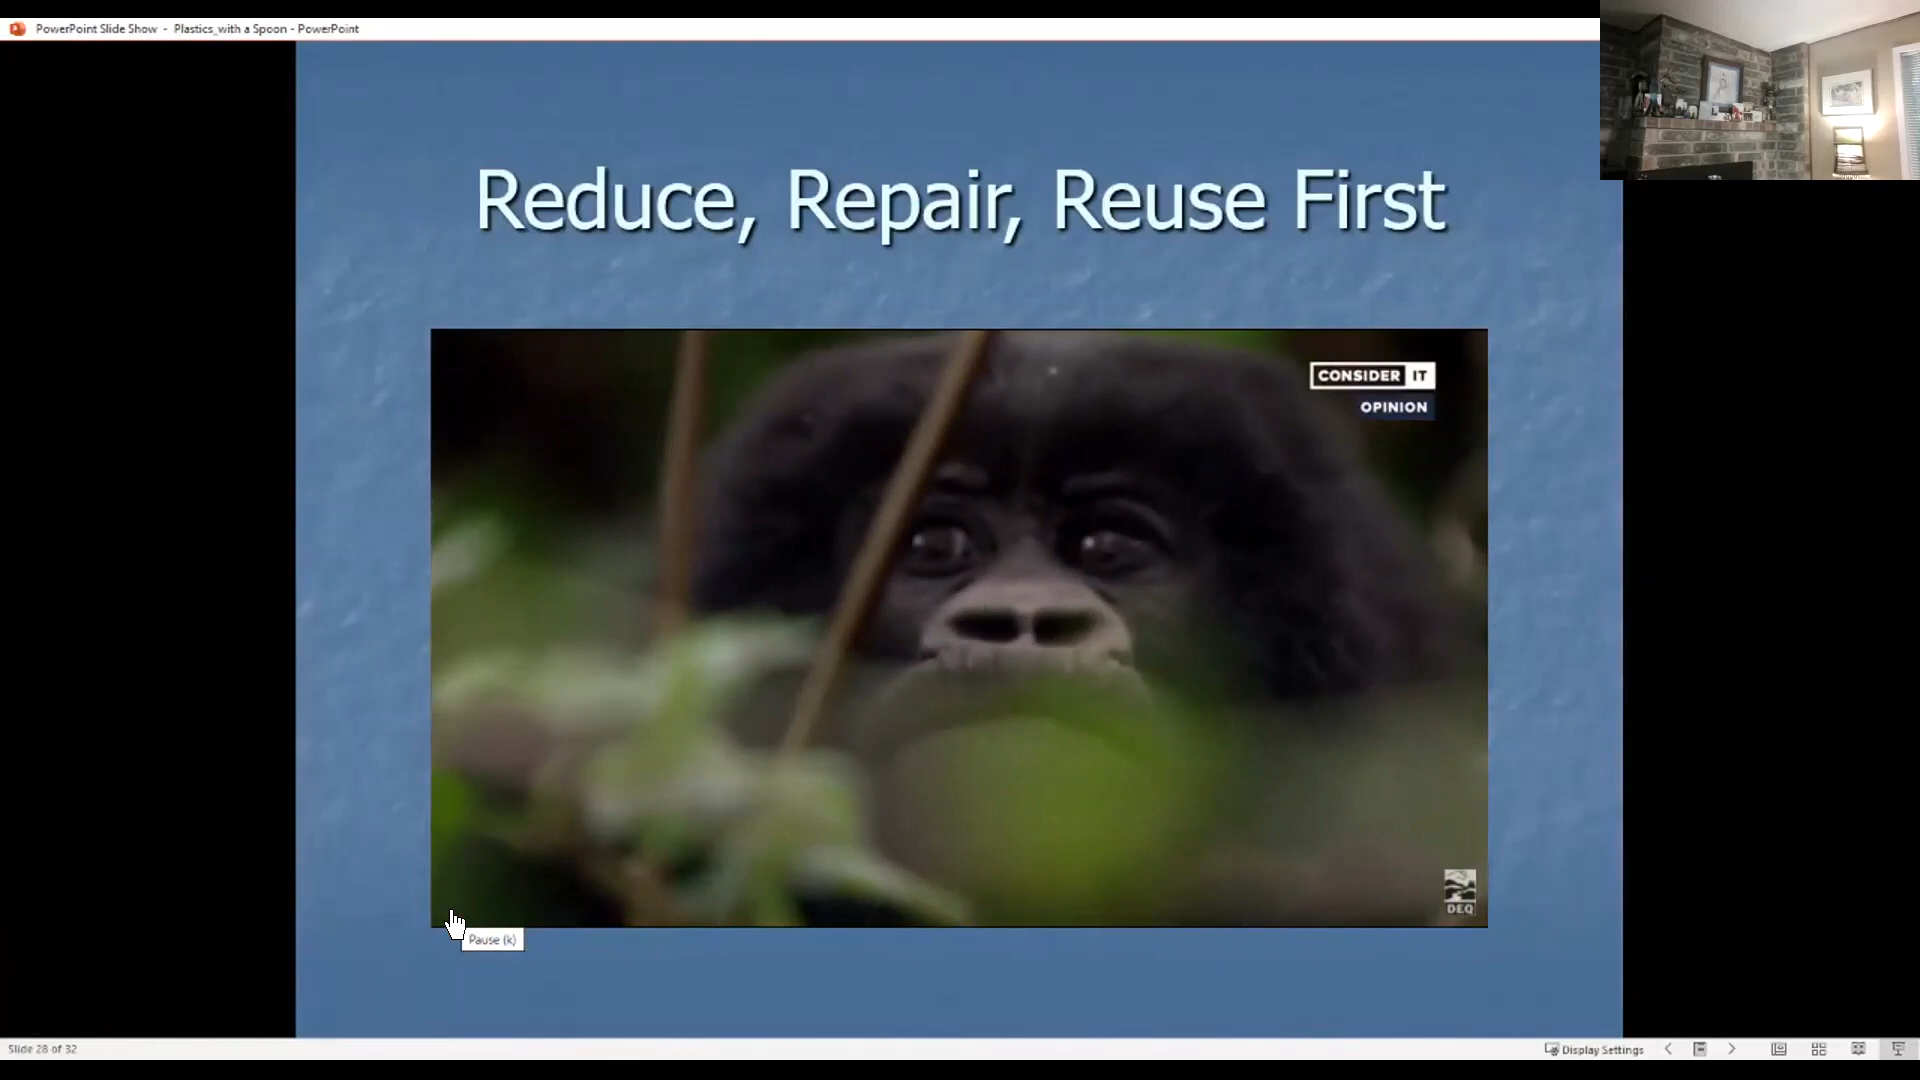 PowerPoint Slide Show - Plastics_with a Spoon - PowerPoint
Reduce, Repair, Reuse First
CONSIDER IT
OPINION
DEQ
Pause (k)
Slide 28 of 32
Display Settings